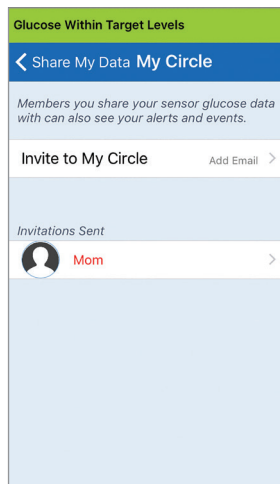 Glucose Within Target Levels
Share My Data My Circle
Members you share your sensor glucose data
with can also see your alerts and events.
Invite to My Circle Add Email
Invitations Sent
Mom